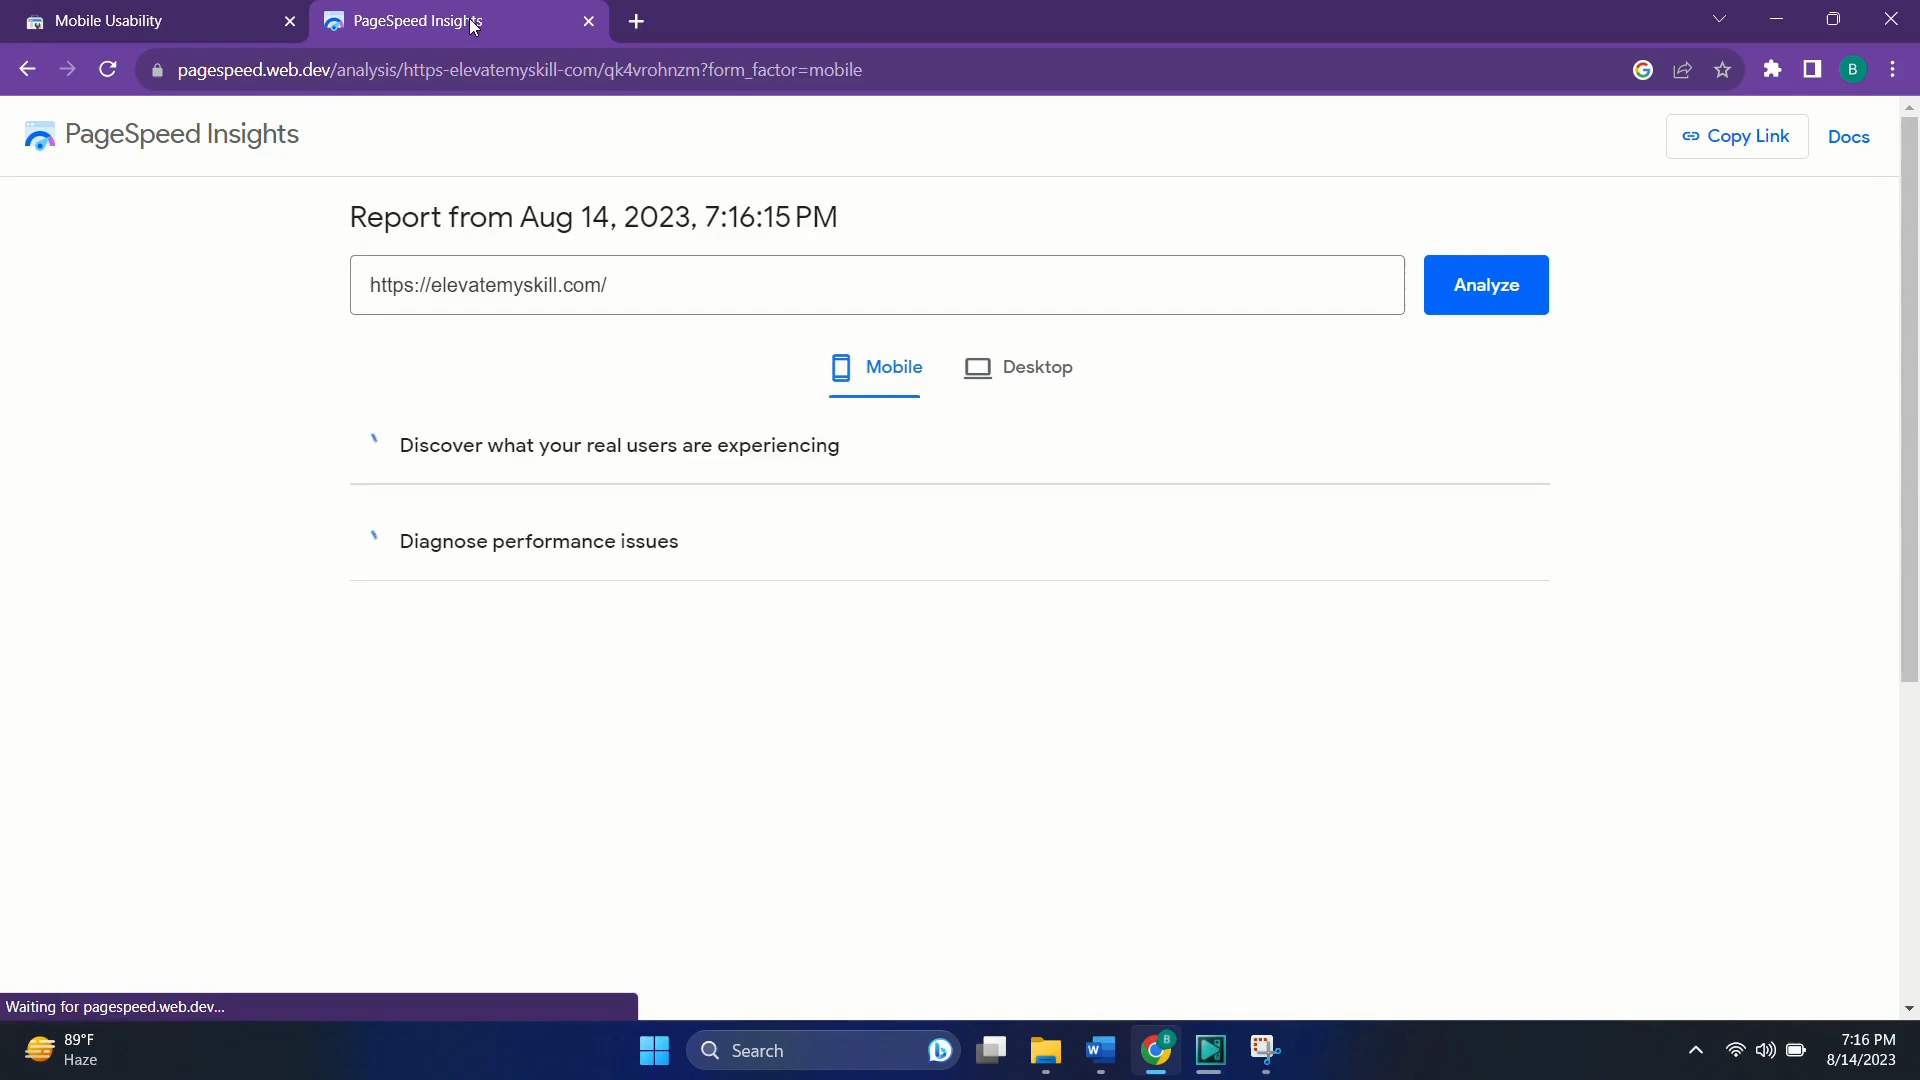 Mobile Usability
PageSpeed Insights
pagespeed.web.dev/analysis/https-elevatemyskill-com/qk4vrohnzm?form_factor=mobile
B
PageSpeed Insights
Copy Link
Docs
Report from Aug 14, 2023, 7:16:15 PM
https://elevatemyskill.com/
Analyze
Mobile
Desktop
Discover what your real users are experiencing
Diagnose performance issues
Waiting for pagespeed.web.dev...
89°F
Haze
Search
W
B
7:16 PM
8/14/2023